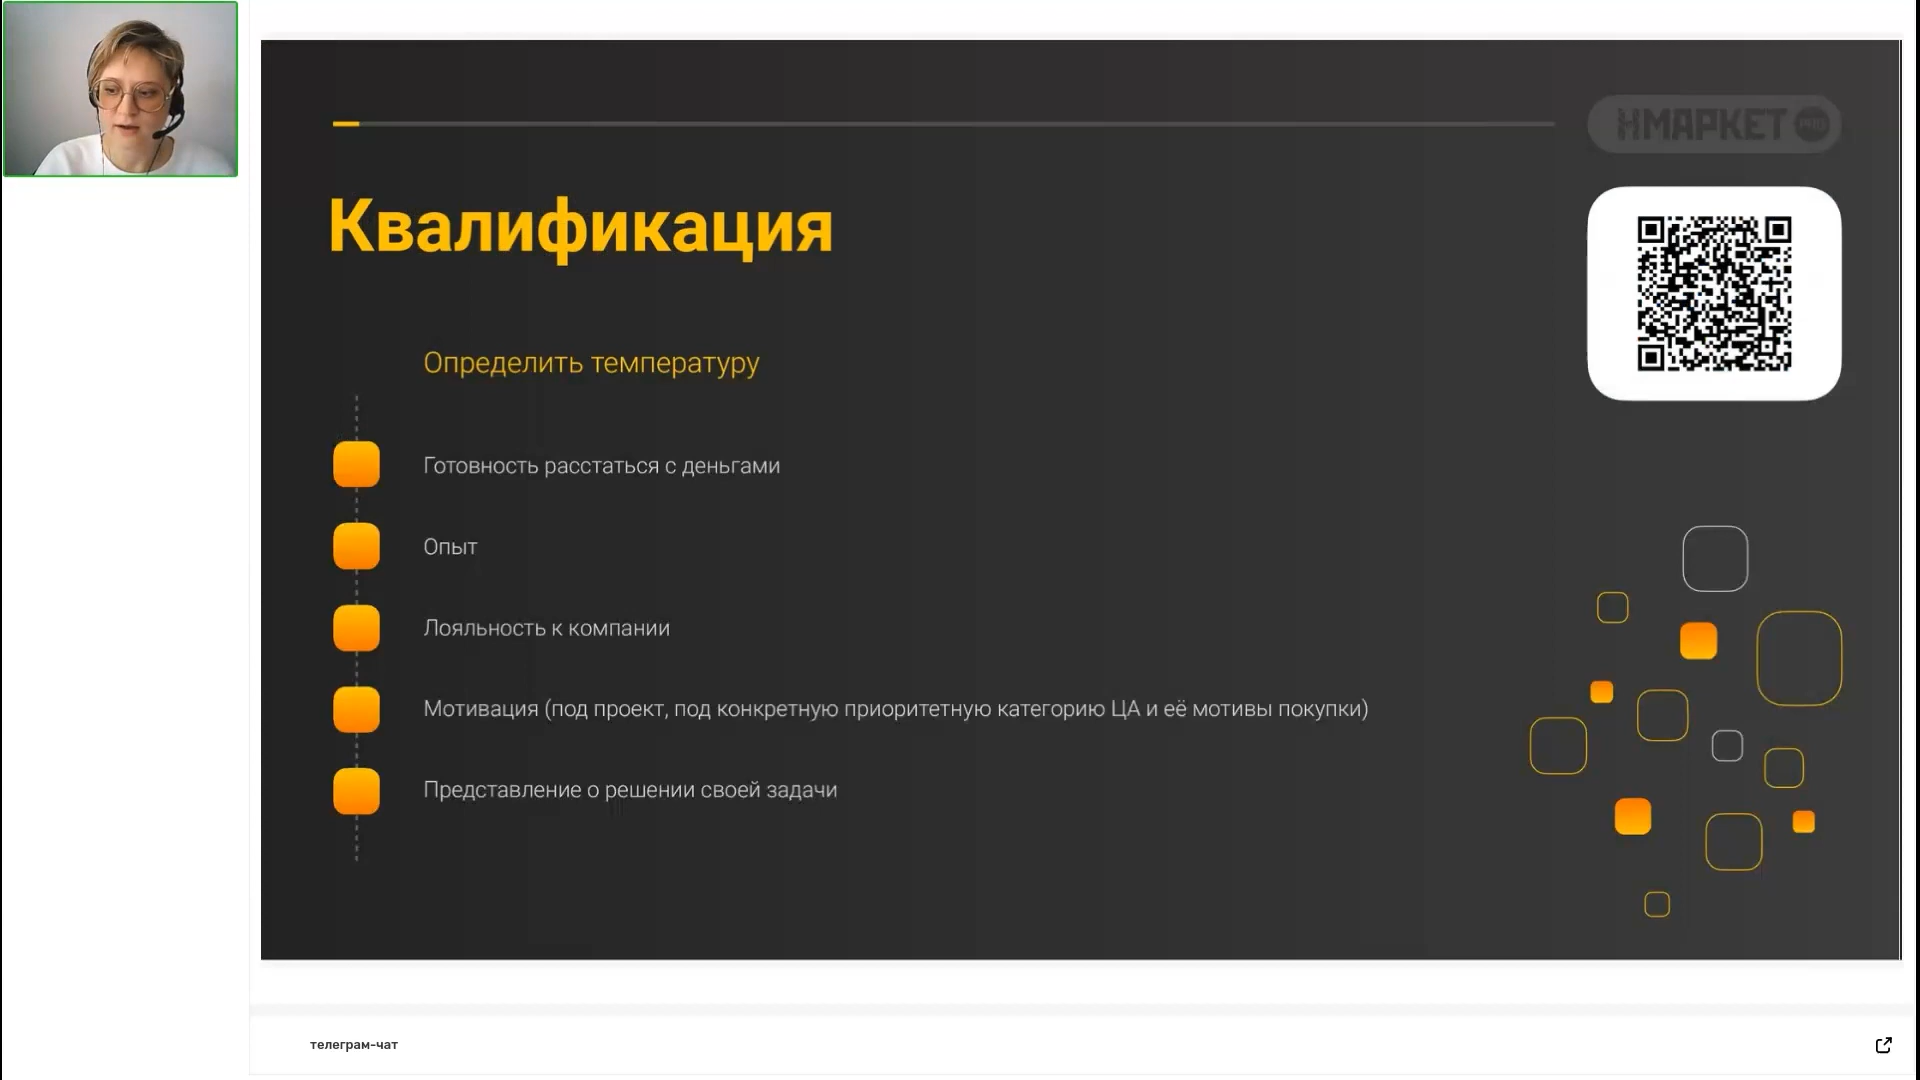 НМАРКЕТ PRO
Квалификация
Определить температуру
Готовность расстаться с деньгами
Опыт
Лояльность к компании
Мотивация (под проект, под конкретную приоритетную категорию ЦА и её мотивы покупки)
Представление о решении своей задачи
телеграм-чат